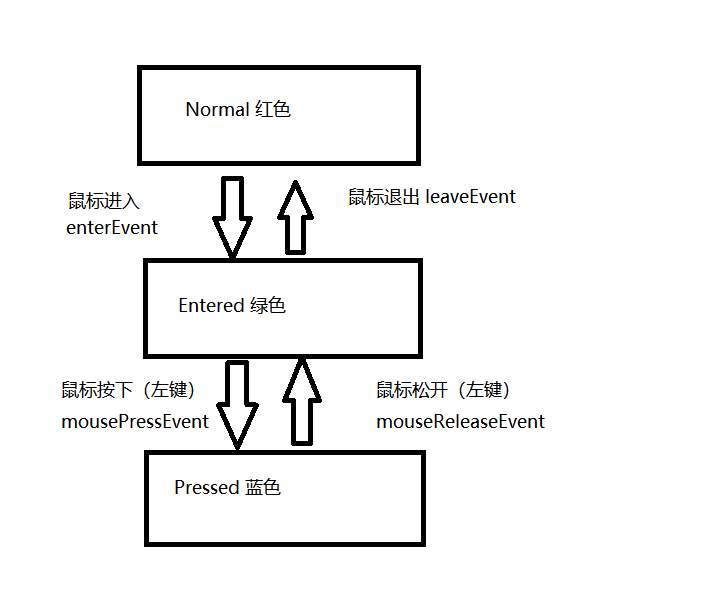 Normal 红色
鼠标进入
enterEvent
鼠标退出 leaveEvent
Entered 绿色
鼠标按下（左键）
mousePressEvent
鼠标松开（左键）
mouseReleaseEvent
Pressed 蓝色